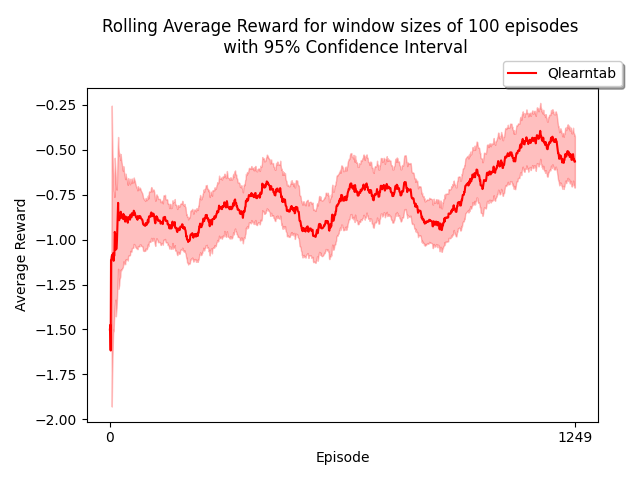 Rolling Average Reward for window sizes of 100 episodes
with 95% Confidence Interval
Qlearntab
−0.25
−0.50
−0.75
−1.00
−1.25
−1.50
−1.75
−2.00
Average Reward
0
1249
Episode